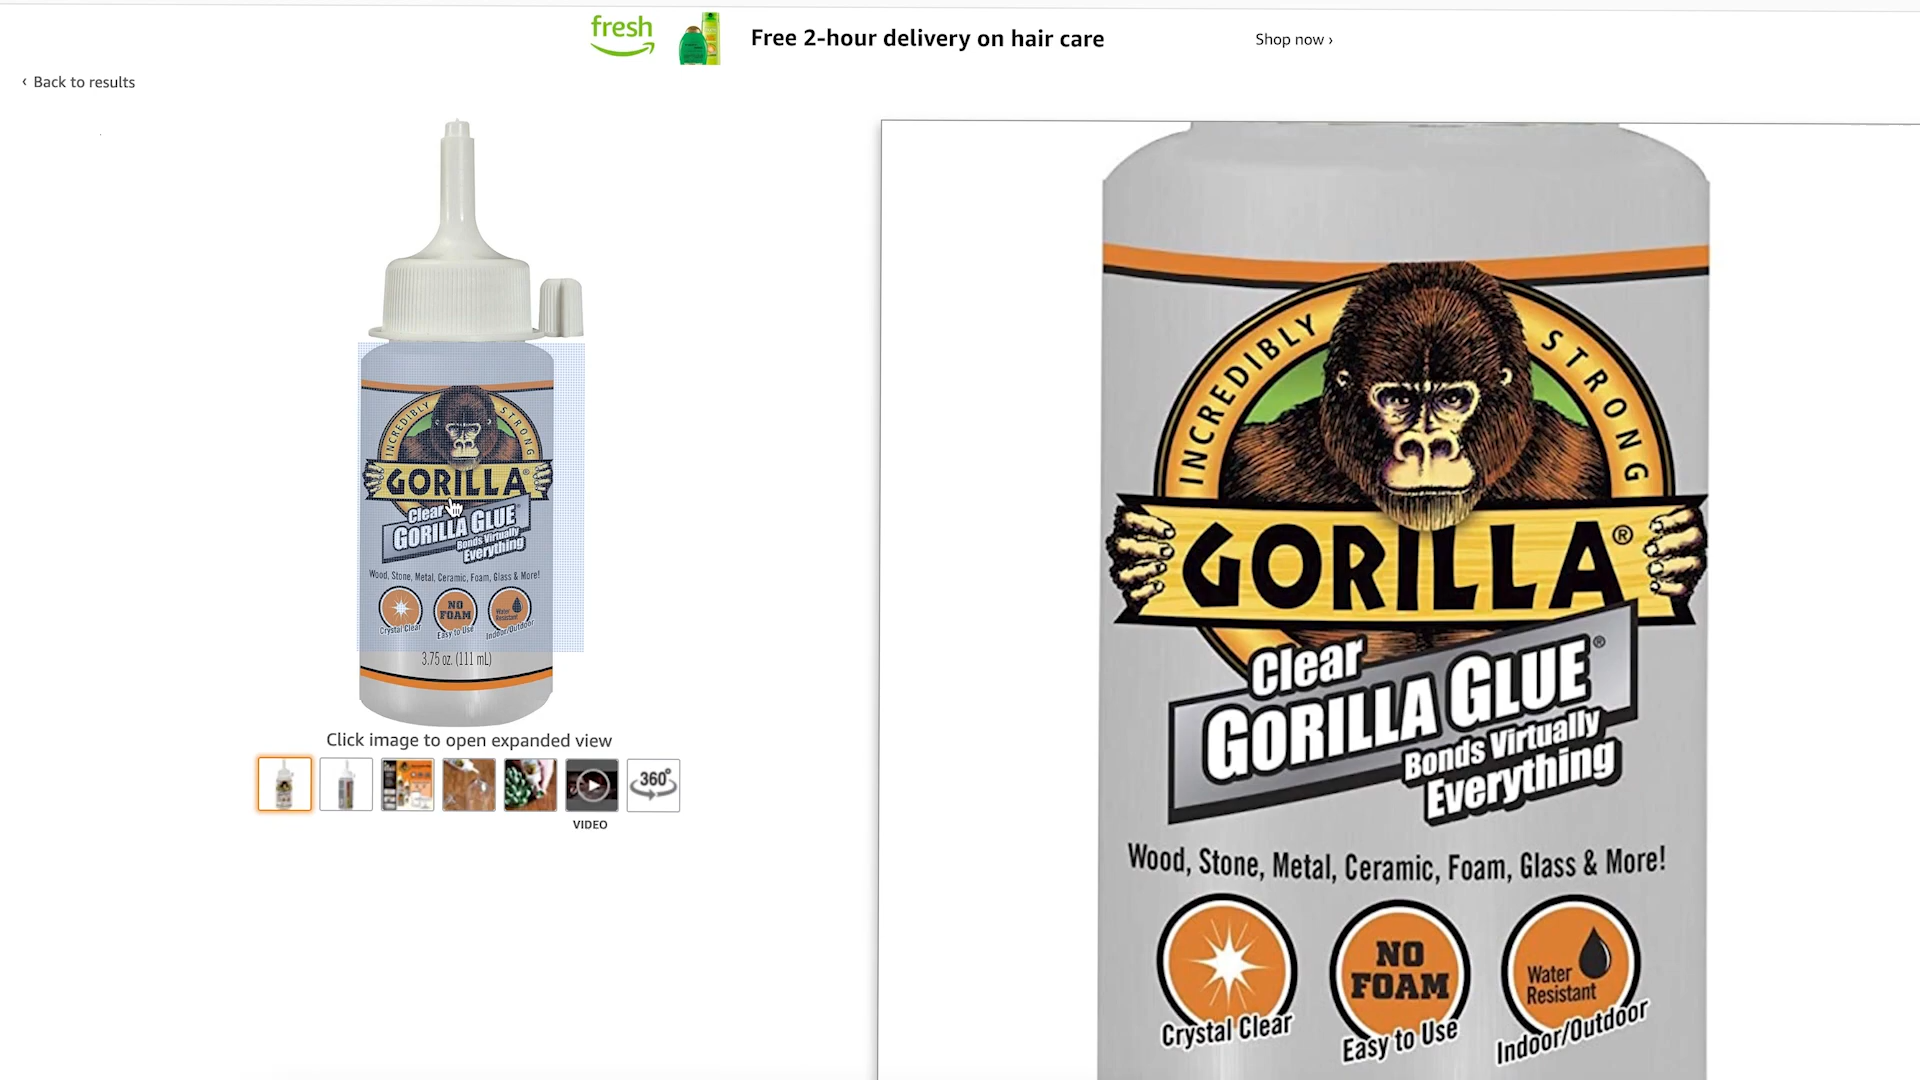 fresh
Free 2-hour delivery on hair care
Shop now ›
‹ Back to results
INCREDIBLY STRONG
GORILLA®
Clear
GORILLA GLUE®
Bonds Virtually
Everything
Wood, Stone, Metal, Ceramic, Foam, Glass & More!
Crystal Clear
NO
FOAM
Easy to Use
Water
Resistant
Indoor/Outdoor
3.75 oz. (111 mL)
Click image to open expanded view
360°
VIDEO
INCREDIBLY STRONG
GORILLA®
Clear
GORILLA GLUE®
Bonds Virtually
Everything
Wood, Stone, Metal, Ceramic, Foam, Glass & More!
Crystal Clear
NO
FOAM
Easy to Use
Water
Resistant
Indoor/Outdoor